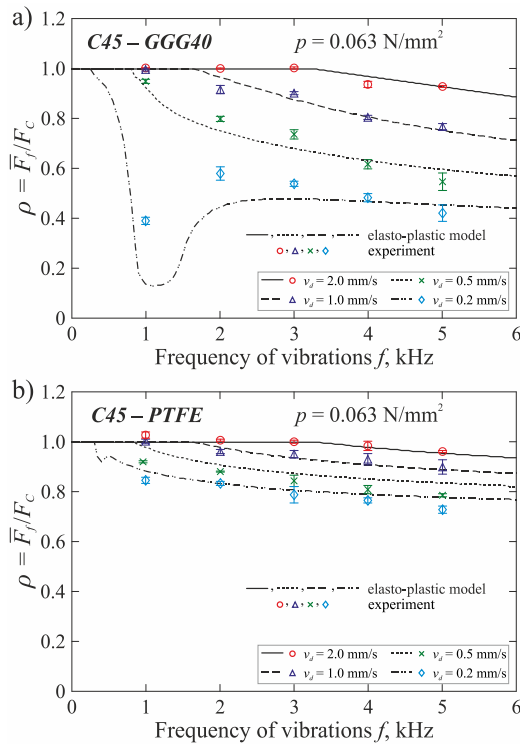 a)
C45 – GGG40
p = 0.063 N/mm²
ρ = F̅f/FC
1.2
1.0
0.8
0.6
0.4
0.2
0
elasto-plastic model
experiment
vd = 2.0 mm/s
vd = 0.5 mm/s
vd = 1.0 mm/s
vd = 0.2 mm/s
0 1 2 3 4 5 6
Frequency of vibrations f, kHz
b)
C45 – PTFE
p = 0.063 N/mm²
ρ = F̅f/FC
1.2
1.0
0.8
0.6
0.4
0.2
0
elasto-plastic model
experiment
vd = 2.0 mm/s
vd = 0.5 mm/s
vd = 1.0 mm/s
vd = 0.2 mm/s
0 1 2 3 4 5 6
Frequency of vibrations f, kHz